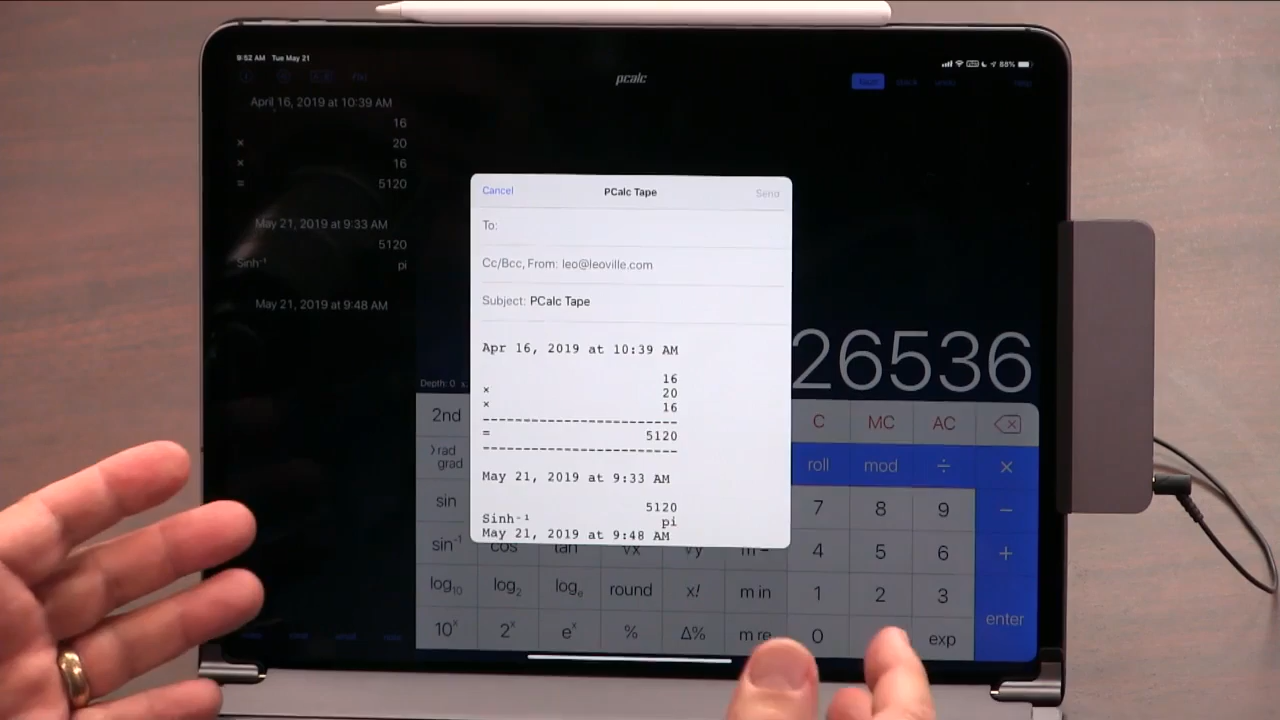 9:52 AM Tue May 21
88%
pcalc
April 16, 2019 at 10:39 AM
16
× 20
× 16
= 5120
May 21, 2019 at 9:33 AM
5120
Sinh⁻¹ pi
May 21, 2019 at 9:48 AM
Cancel PCalc Tape Send
To:
Cc/Bcc, From: leo@leoville.com
Subject: PCalc Tape
Apr 16, 2019 at 10:39 AM
16
× 20
× 16
---------------------------
= 5120
---------------------------
May 21, 2019 at 9:33 AM
5120
Sinh⁻¹ pi
May 21, 2019 at 9:48 AM
26536
Depth: 0
2nd C MC AC
rad
grad roll mod ÷ ×
sin 7 8 9 −
sin⁻¹ cos tan √x √y m= 4 5 6 +
log₁₀ log₂ logₑ round x! m in 1 2 3 enter
10ˣ 2ˣ eˣ % Δ% m re 0 exp